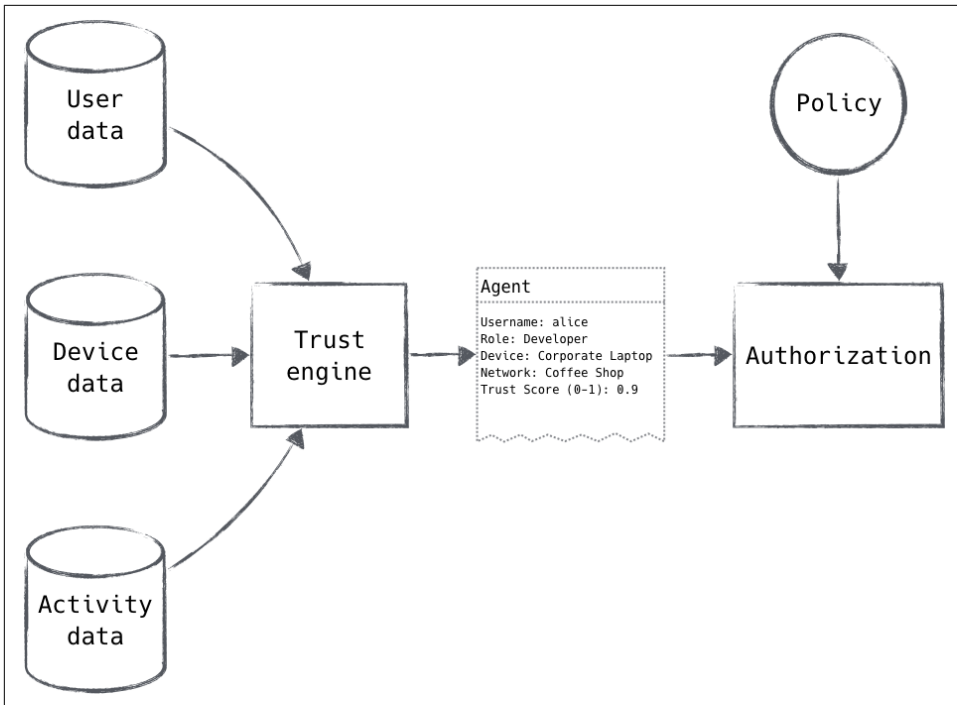 User
data
Policy
Device
data
Trust
engine
Agent
Username: alice
Role: Developer
Device: Corporate Laptop
Network: Coffee Shop
Trust Score (0-1): 0.9
Authorization
Activity
data